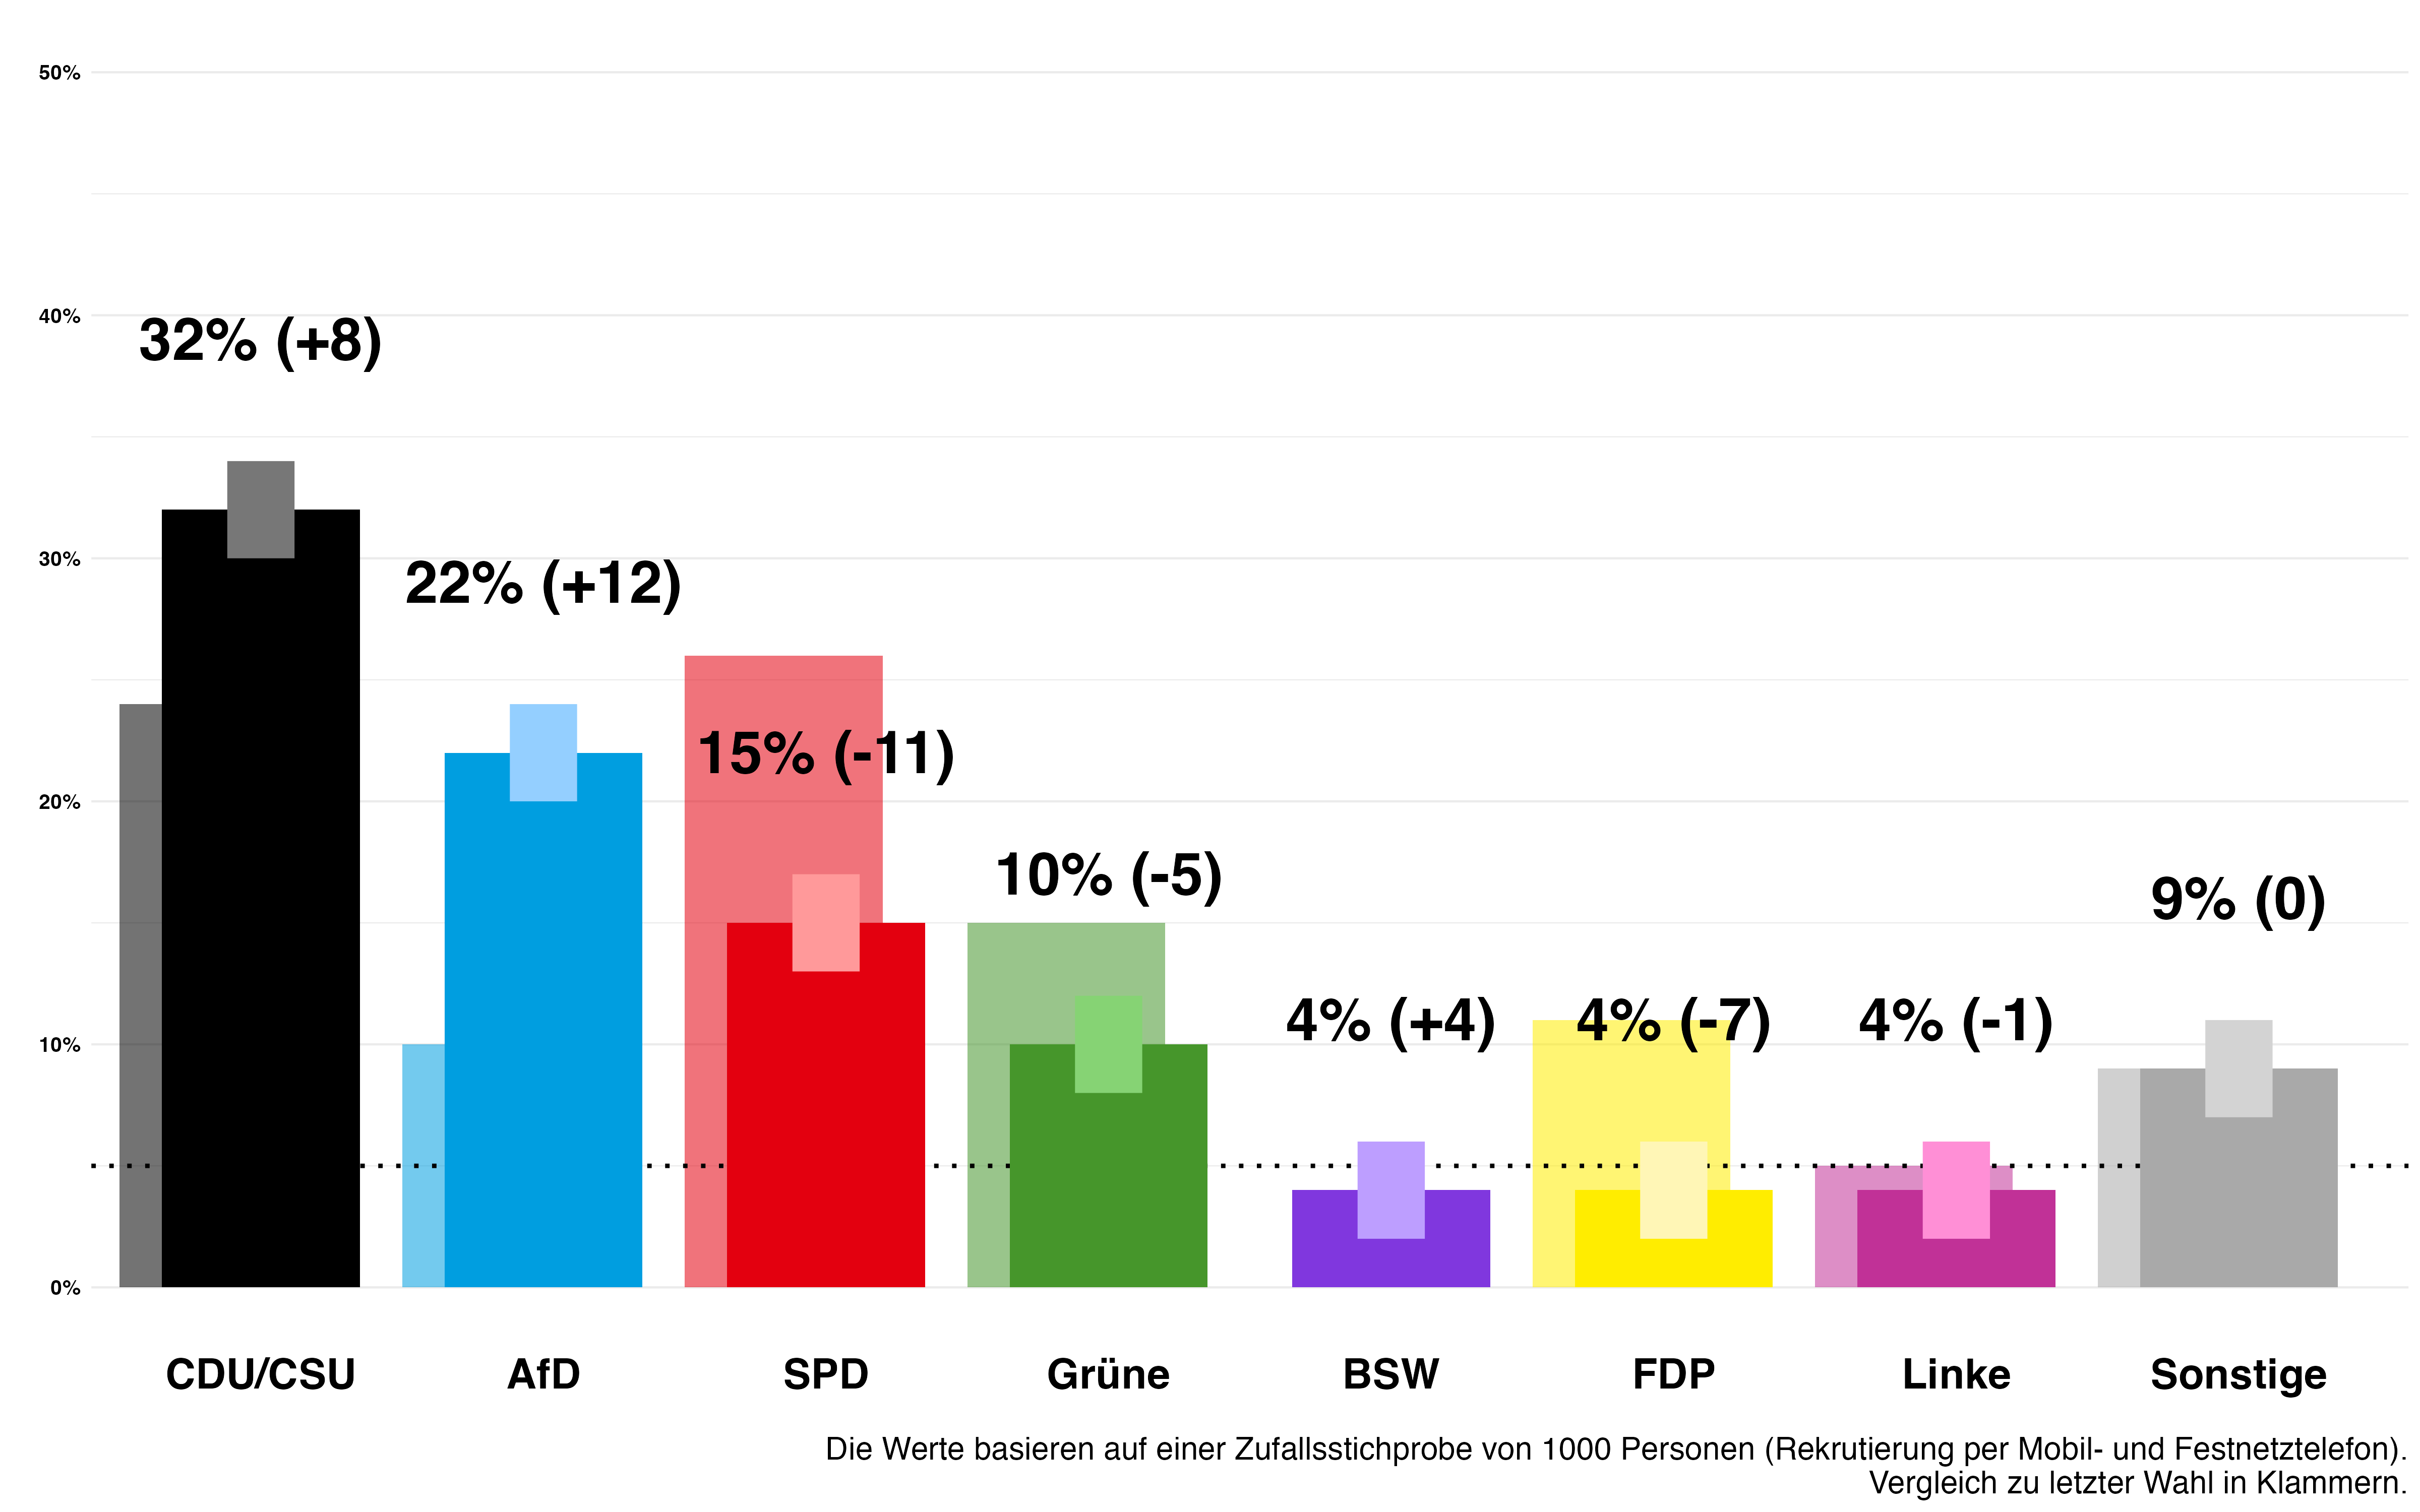 50%
40%
30%
20%
10%
0%
32% (+8)
22% (+12)
15% (-11)
10% (-5)
4% (+4)
4% (-7)
4% (-1)
9% (0)
CDU/CSU
AfD
SPD
Grüne
BSW
FDP
Linke
Sonstige
Die Werte basieren auf einer Zufallsstichprobe von 1000 Personen (Rekrutierung per Mobil- und Festnetztelefon).
Vergleich zu letzter Wahl in Klammern.